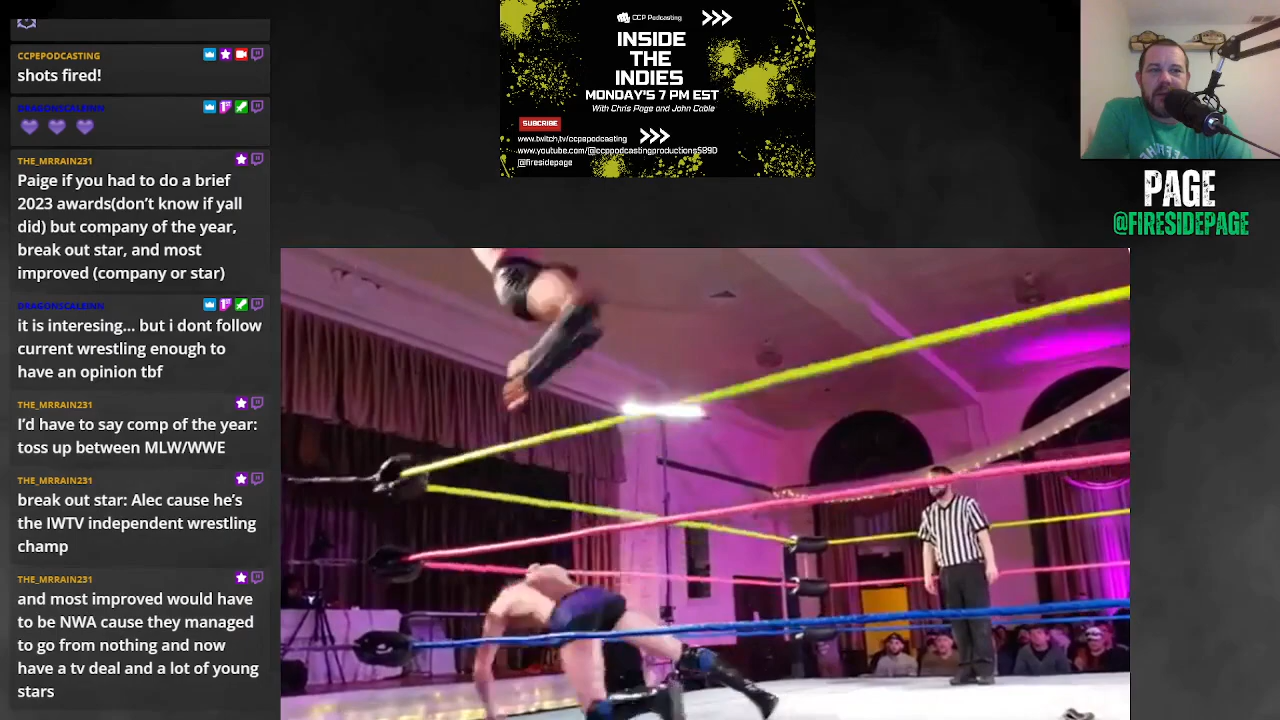 CCPEPODCASTING
shots fired!
DRAGONSCALEINN
THE_MRRAIN231
Paige if you had to do a brief
2023 awards(don't know if yall
did) but company of the year,
break out star, and most
improved (company or star)
DRAGONSCALEINN
it is interesing... but i dont follow
current wrestling enough to
have an opinion tbf
THE_MRRAIN231
I'd have to say comp of the year:
toss up between MLW/WWE
THE_MRRAIN231
break out star: Alec cause he's
the IWTV independent wrestling
champ
THE_MRRAIN231
and most improved would have
to be NWA cause they managed
to go from nothing and now
have a tv deal and a lot of young
stars
CCP Podcasting
INSIDE
THE
INDIES
MONDAY'S 7 PM EST
With Chris Page and John Cable
SUBSCRIBE
www.twitch,tv/ccpepodcasting
@firesidepage
PAGE
@FIRESIDEPAGE